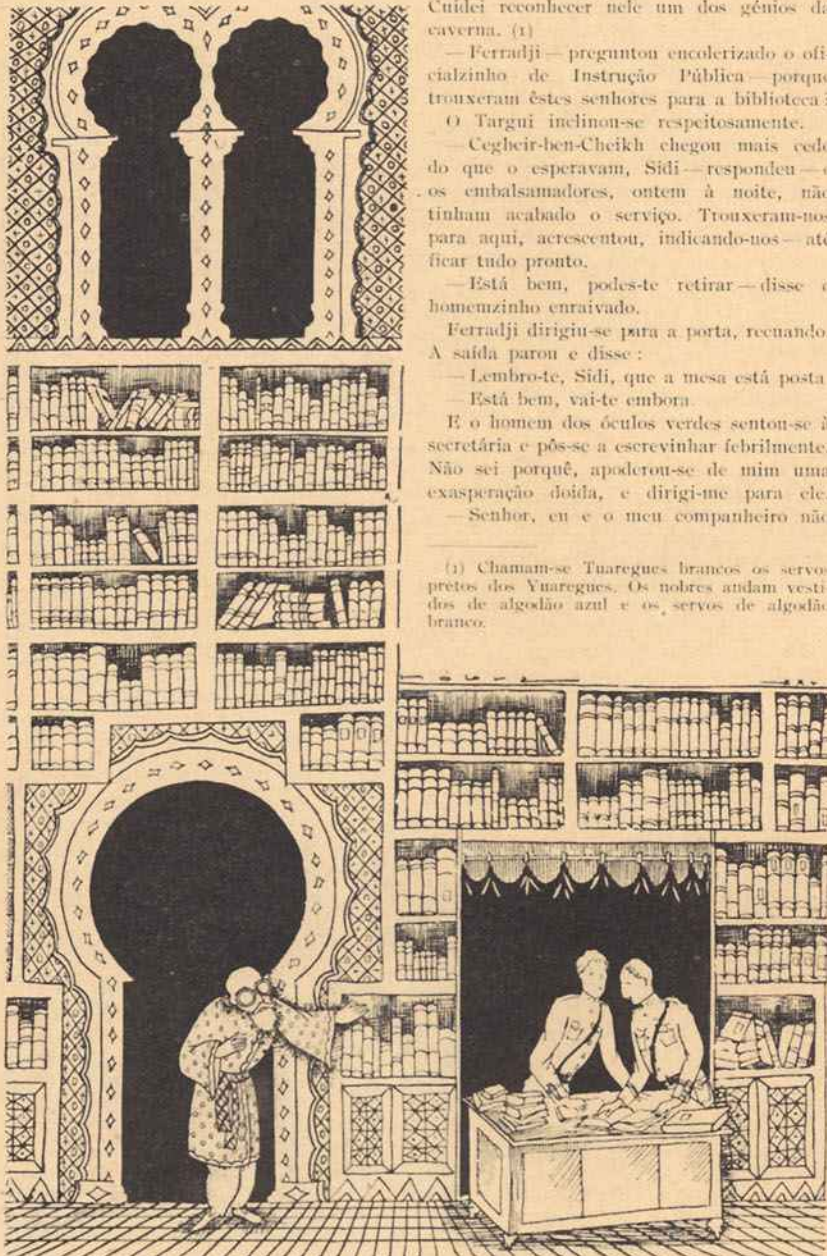 Cuidei reconhecer nele um dos génios da
caverna. (1)
— Ferradji — preguntou encolerizado o ofi-
cialzinho de Instrução Pública — porque
trouxeram êstes senhores para a biblioteca?
O Targui inclinou-se respeitosamente.
— Cegheir-ben-Cheikh chegou mais cedo
do que o esperavam, Sídi — respondeu — e
os embalsamadores, ontem à noite, não
tinham acabado o serviço. Trouxeram-nos
para aqui, acrescentou, indicando-nos — até
ficar tudo pronto.
— Está bem, podes-te retirar — disse o
homemzinho enraivado.
Ferradji dirigiu-se para a porta, recuando.
À saída parou e disse:
— Lembro-te, Sídi, que a mesa está posta.
— Está bem, vai-te embora
E o homem dos óculos verdes sentou-se à
secretária e pôs-se a escrevinhar febrilmente.
Não sei porquê, apoderou-se de mim uma
exasperação doida, e dirigi-me para ele.
— Senhor, eu e o meu companheiro não
(1) Chamam-se Tuaregues brancos os servos
pretos dos Yuaregues. Os nobres andam vesti-
dos de algodão azul e os servos de algodão
branco.